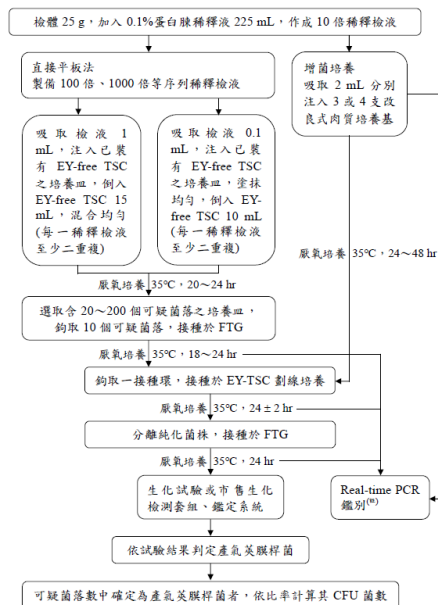 檢體 25 g，加入 0.1%蛋白腖稀釋液 225 mL，作成 10 倍稀釋檢液
直接平板法
製備 100 倍、1000 倍等序列稀釋檢液
增菌培養
吸取 2 mL 分別
注入 3 或 4 支改
良式肉質培養基
吸取檢液 1
mL，注入已裝
有 EY-free TSC
之培養皿，倒入
EY-free TSC 15
mL，混合均勻
(每一稀釋檢液
至少二重複)
吸取檢液 0.1
mL，注入已裝
有 EY-free TSC
之培養皿，塗抹
均勻，倒入 EY-
free TSC 10 mL
(每一稀釋檢液
至少二重複)
厭氧培養 35℃，24～48 hr
厭氧培養 35℃，20～24 hr
選取含 20～200 個可疑菌落之培養皿，
鉤取 10 個可疑菌落，接種於 FTG
厭氧培養 35℃，18～24 hr
鉤取一接種環，接種於 EY-TSC 劃線培養
厭氧培養 35℃，24 ± 2 hr
分離純化菌株，接種於 FTG
厭氧培養 35℃，24 hr
生化試驗或市售生化
檢測套組、鑑定系統
Real-time PCR
鑑別(註)
依試驗結果判定產氣莢膜桿菌
可疑菌落數中確定為產氣莢膜桿菌者，依比率計算其 CFU 菌數